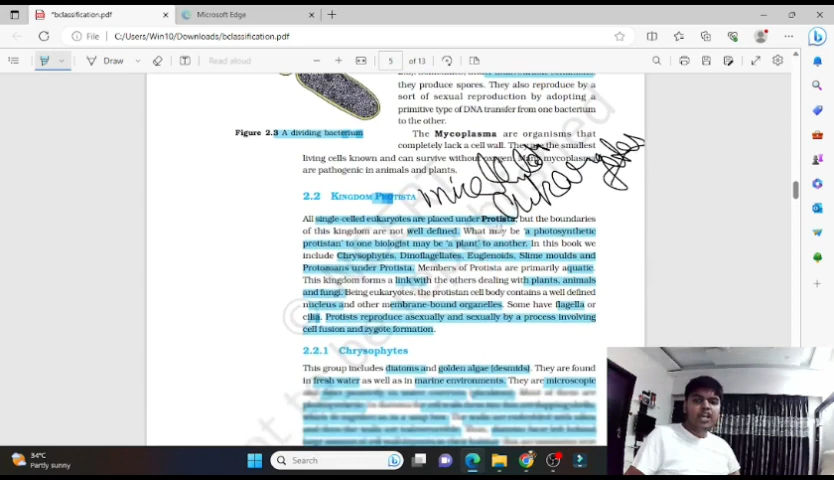 *bclassification.pdf
Microsoft Edge
File
C:/Users/Win10/Downloads/bclassification.pdf
Draw
Read aloud
5
of 13
they produce spores. They also reproduce by a
sort of sexual reproduction by adopting a
primitive type of DNA transfer from one bacterium
to the other.
Figure 2.3 A dividing bacterium
The Mycoplasma are organisms that
completely lack a cell wall. They are the smallest
living cells known and can survive without oxygen. Many mycoplasma
are pathogenic in animals and plants.
2.2 KINGDOM PROTISTA
All single-celled eukaryotes are placed under Protista, but the boundaries
of this kingdom are not well defined. What may be 'a photosynthetic
protistan' to one biologist may be 'a plant' to another. In this book we
include Chrysophytes, Dinoflagellates, Euglenoids, Slime moulds and
Protozoans under Protista. Members of Protista are primarily aquatic.
This kingdom forms a link with the others dealing with plants, animals
and fungi. Being eukaryotes, the protistan cell body contains a well defined
nucleus and other membrane-bound organelles. Some have flagella or
cilia. Protists reproduce asexually and sexually by a process involving
cell fusion and zygote formation.
2.2.1 Chrysophytes
This group includes diatoms and golden algae (desmids). They are found
in fresh water as well as in marine environments. They are microscopic
34°C
Partly sunny
Search